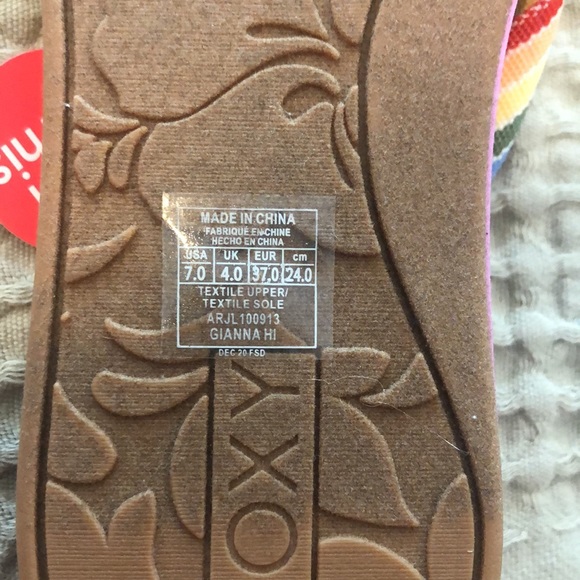 MADE IN CHINA
FABRIQUÉ EN CHINE
HECHO EN CHINA
USA UK EUR cm
7.0 4.0 37.0 24.0
TEXTILE UPPER/
TEXTILE SOLE
ARJL100913
GIANNA HI
DEC 20 FSD
OXY